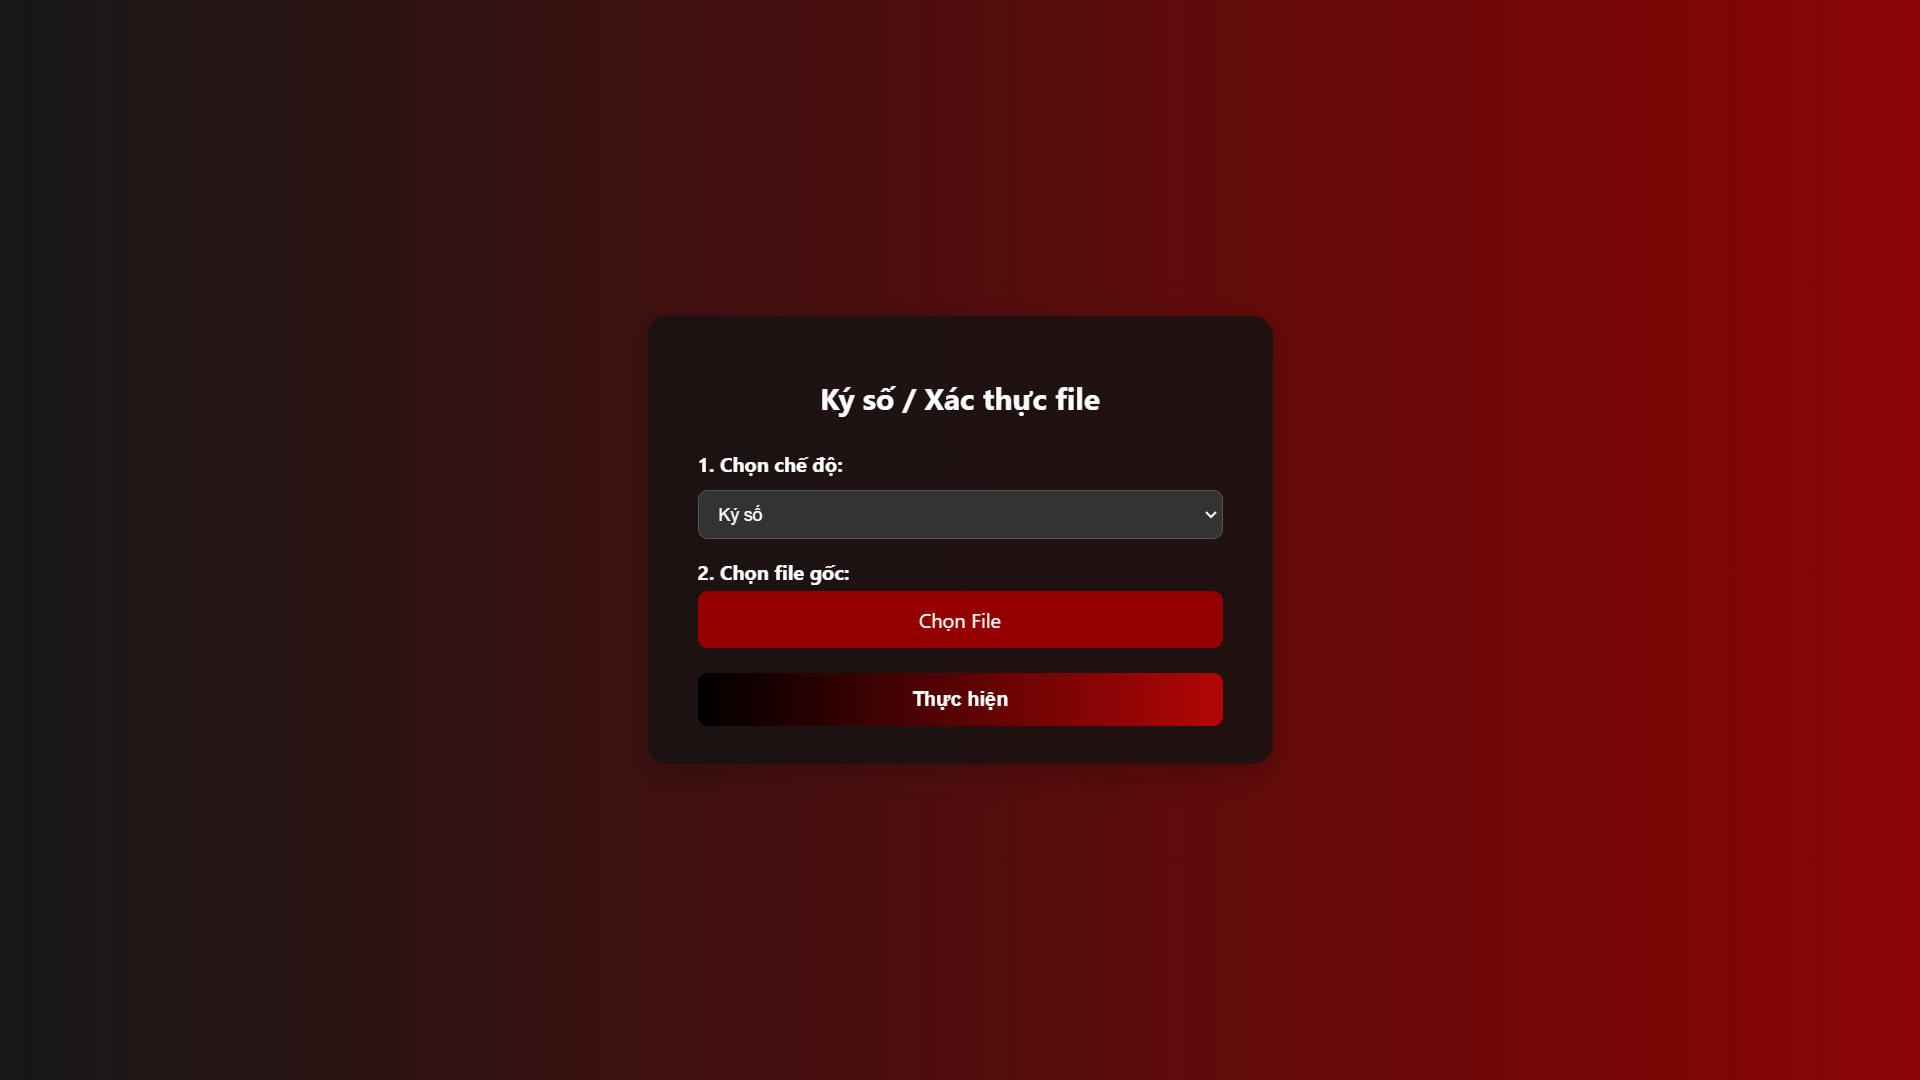 Ký số / Xác thực file
1. Chọn chế độ:
Ký số
2. Chọn file gốc:
Chọn File
Thực hiện